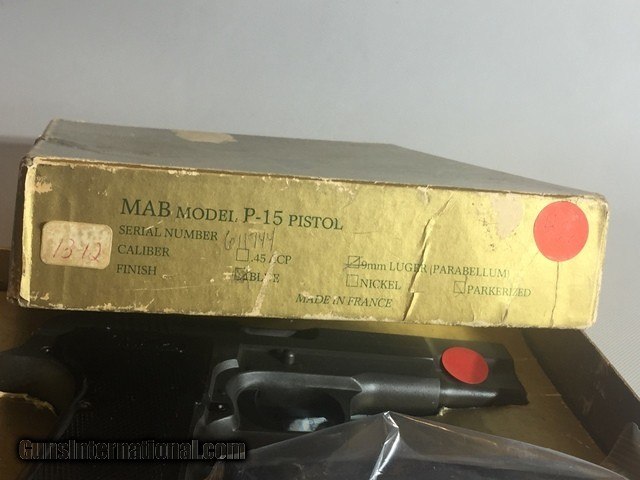 MAB MODEL P-15 PISTOL
SERIAL NUMBER 611744
CALIBER .45 ACP 9mm LUGER (PARABELLUM)
FINISH BLUE NICKEL PARKERIZED
MADE IN FRANCE
1342
GunsInternational.com